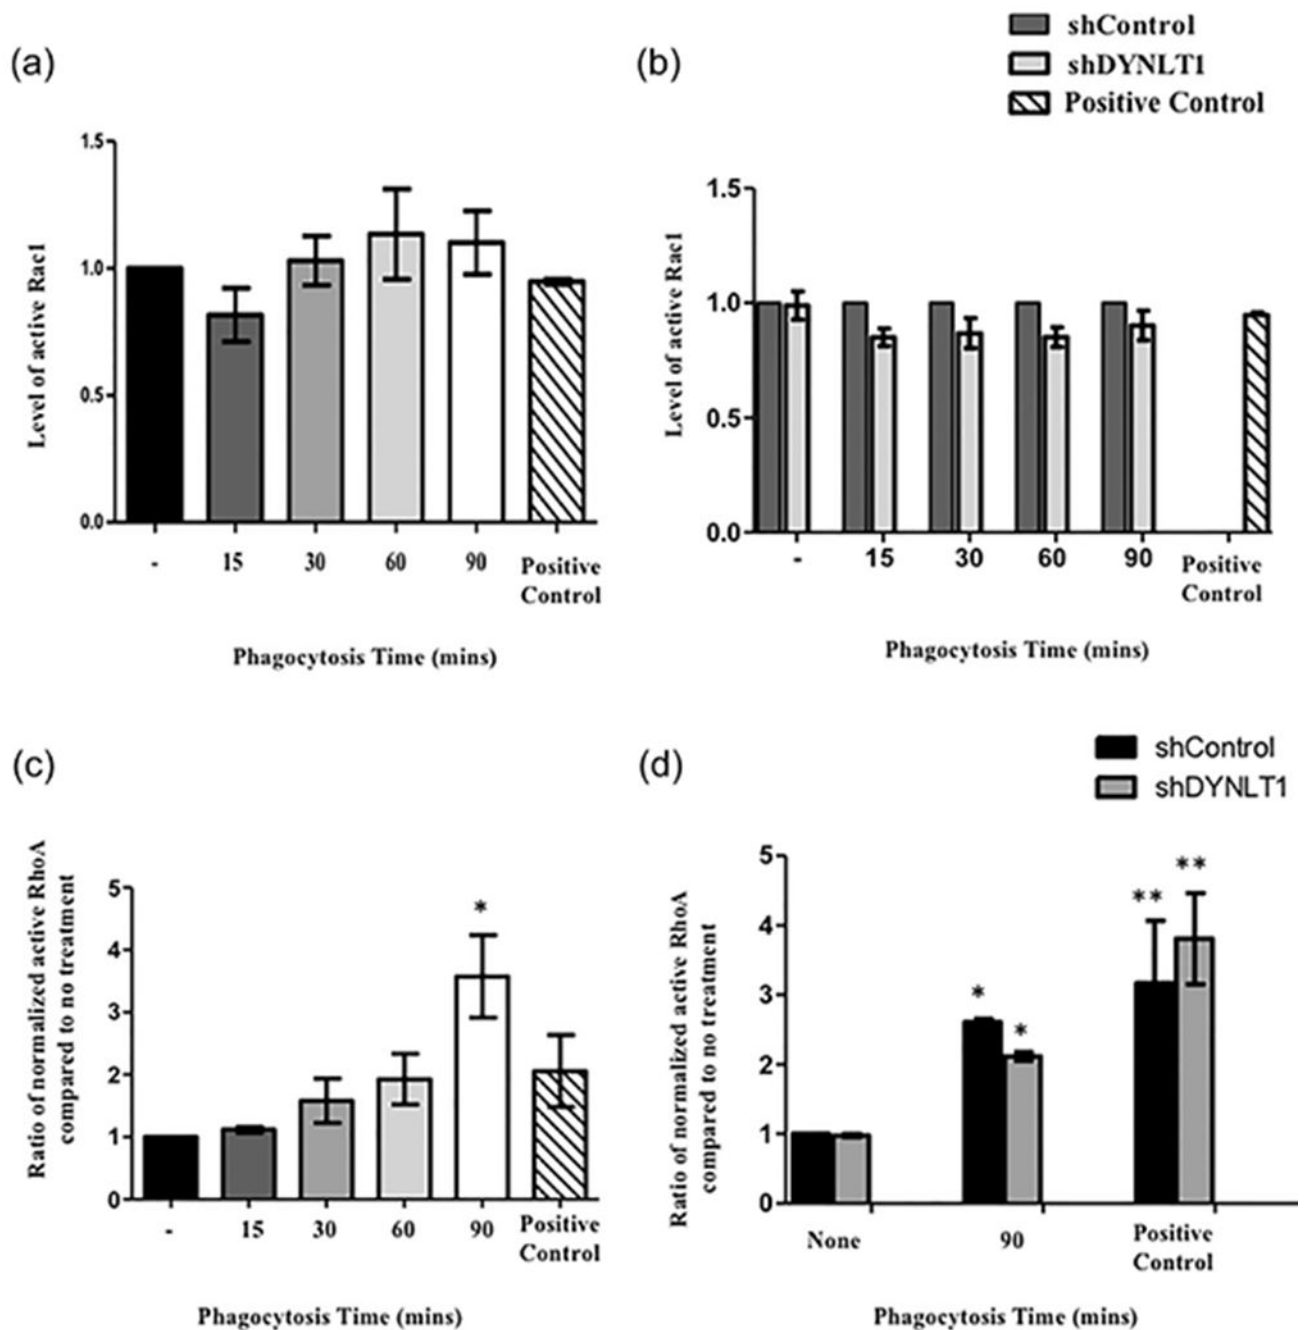 (a)
1.5
1.0
0.5
0.0
Level of active Rac1
- 15 30 60 90 Positive
Control
Phagocytosis Time (mins)
(b)
shControl
shDYNLT1
Positive Control
1.5
1.0
0.5
0.0
Level of active Rac1
- 15 30 60 90 Positive
Control
Phagocytosis Time (mins)
(c)
Ratio of normalized active RhoA
compared to no treatment
5
4
3
2
1
0
*
- 15 30 60 90 Positive
Control
Phagocytosis Time (mins)
(d)
shControl
shDYNLT1
Ratio of normalized active RhoA
compared to no treatment
5
4
3
2
1
0
* *
** **
None 90 Positive
Control
Phagocytosis Time (mins)